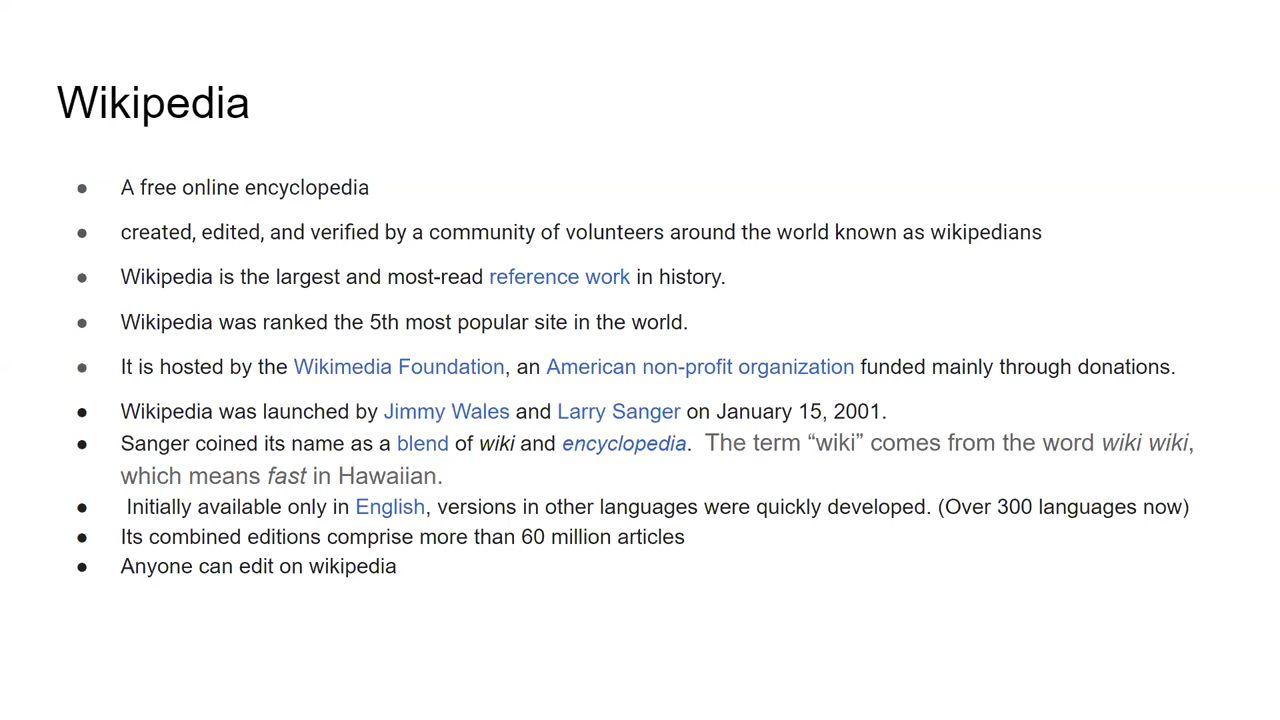 Wikipedia
● A free online encyclopedia
● created, edited, and verified by a community of volunteers around the world known as wikipedians
● Wikipedia is the largest and most-read reference work in history.
● Wikipedia was ranked the 5th most popular site in the world.
● It is hosted by the Wikimedia Foundation, an American non-profit organization funded mainly through donations.
● Wikipedia was launched by Jimmy Wales and Larry Sanger on January 15, 2001.
● Sanger coined its name as a blend of wiki and encyclopedia. The term “wiki” comes from the word wiki wiki,
which means fast in Hawaiian.
● Initially available only in English, versions in other languages were quickly developed. (Over 300 languages now)
● Its combined editions comprise more than 60 million articles
● Anyone can edit on wikipedia